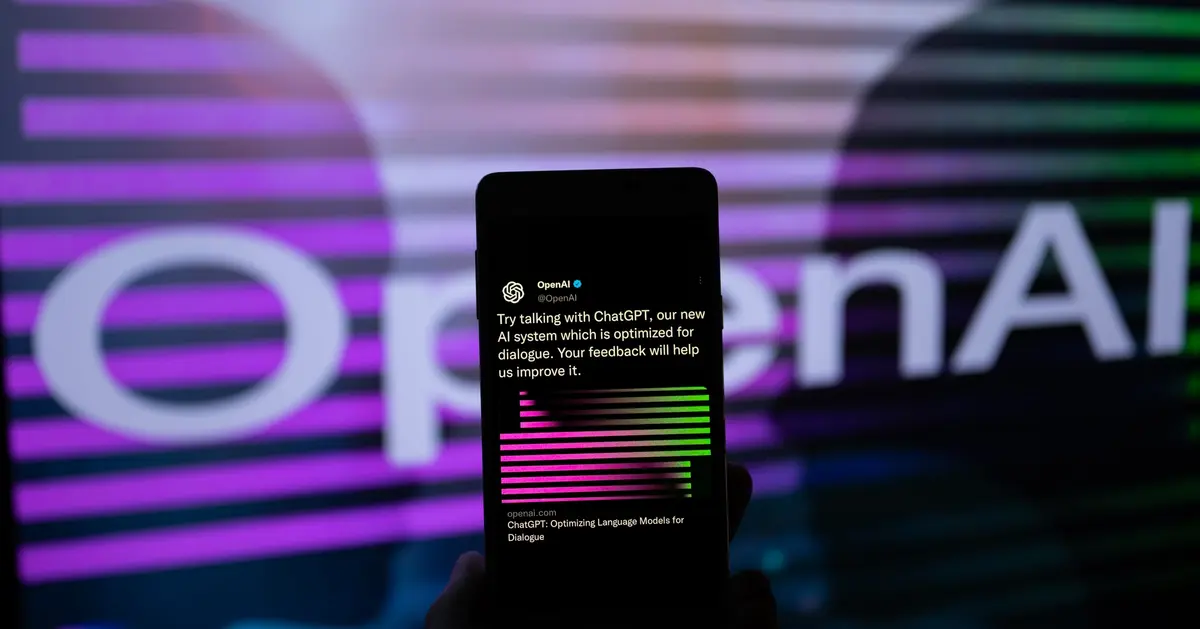 OpenAI
OpenAI
@OpenAI
Try talking with ChatGPT, our new
AI system which is optimized for
dialogue. Your feedback will help
us improve it.
openai.com
ChatGPT: Optimizing Language Models for
Dialogue